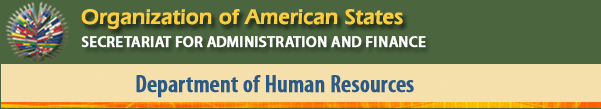 Organization of American States
SECRETARIAT FOR ADMINISTRATION AND FINANCE
Department of Human Resources